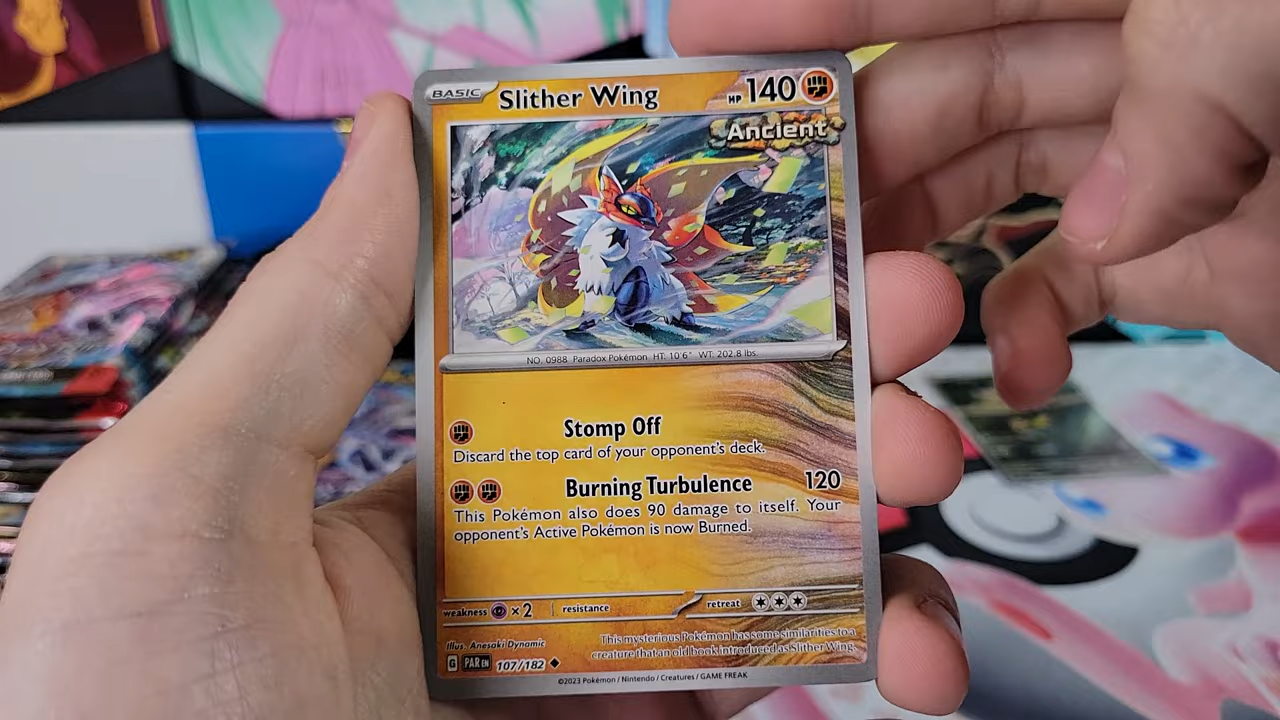 BASIC Slither Wing HP 140
Ancient
NO. 0988 Paradox Pokémon HT: 10'6" WT: 202.8 lbs.
Stomp Off
Discard the top card of your opponent's deck.
Burning Turbulence 120
This Pokémon also does 90 damage to itself. Your
opponent's Active Pokémon is now Burned.
weakness ×2 resistance retreat
Illus. Anesaki Dynamic
This mysterious Pokémon has some similarities to a
creature that an old book introduced as Slither Wing.
G PAR EN 107/182
©2023 Pokémon / Nintendo / Creatures / GAME FREAK